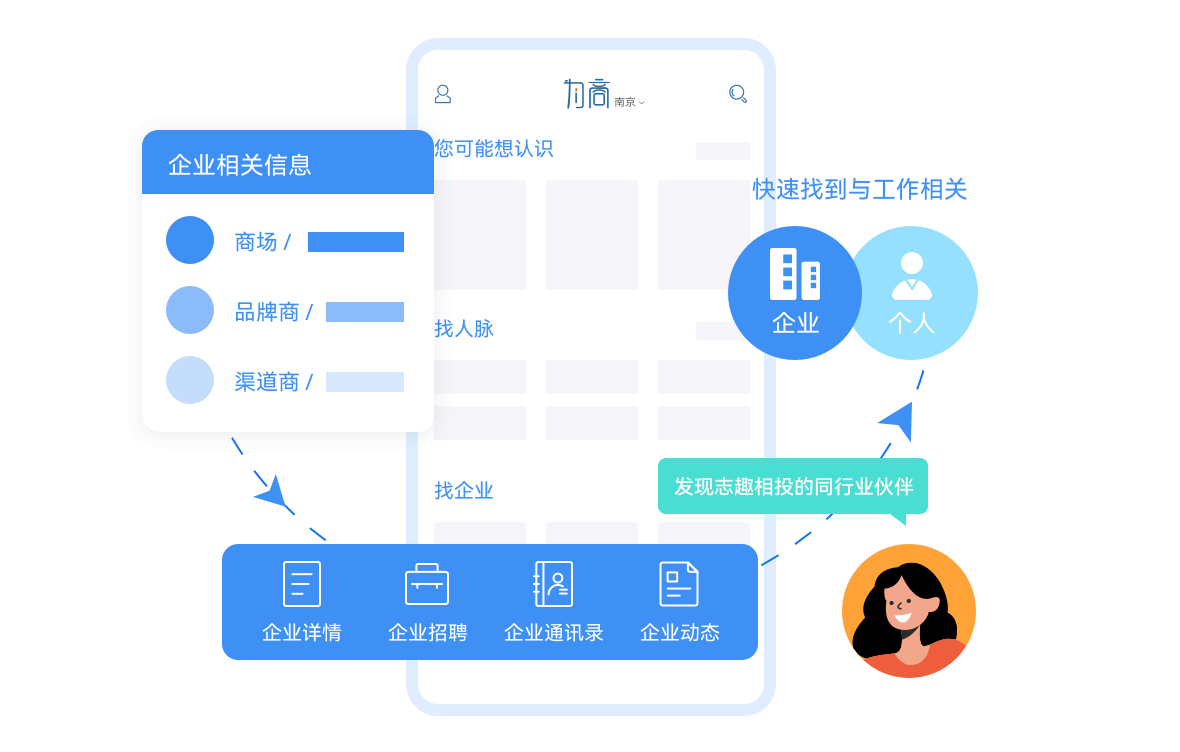 为商 南京
您可能想认识
企业相关信息
商场 /
品牌商 /
渠道商 /
快速找到与工作相关
企业
个人
找人脉
找企业
发现志趣相投的同行业伙伴
企业详情
企业招聘
企业通讯录
企业动态